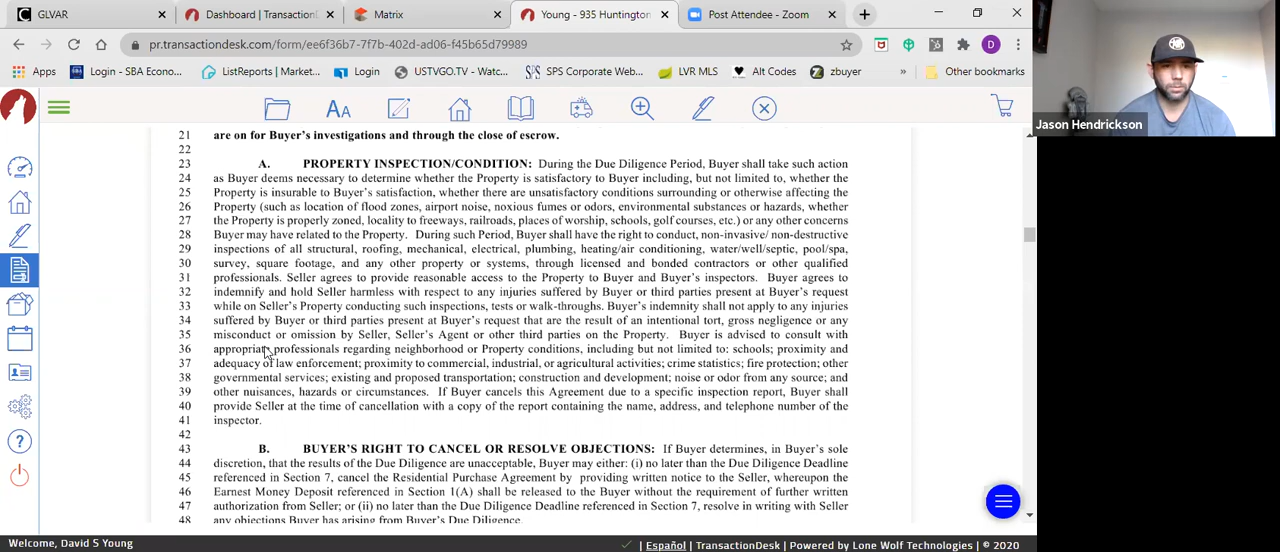 GLVAR
Dashboard | TransactionDesk
Matrix
Young - 935 Huntington
Post Attendee - Zoom
pr.transactiondesk.com/form/ee6f36b7-7f7b-402d-ad06-f45b65d79989
Apps
Login - SBA Econo...
ListReports | Market...
Login
USTVGO.TV - Watc...
SPS Corporate Web...
LVR MLS
Alt Codes
zbuyer
»
Other bookmarks
D
Jason Hendrickson
21 are on for Buyer's investigations and through the close of escrow.
22
23 A. PROPERTY INSPECTION/CONDITION: During the Due Diligence Period, Buyer shall take such action
24 as Buyer deems necessary to determine whether the Property is satisfactory to Buyer including, but not limited to, whether the
25 Property is insurable to Buyer's satisfaction, whether there are unsatisfactory conditions surrounding or otherwise affecting the
26 Property (such as location of flood zones, airport noise, noxious fumes or odors, environmental substances or hazards, whether
27 the Property is properly zoned, locality to freeways, railroads, places of worship, schools, golf courses, etc.) or any other concerns
28 Buyer may have related to the Property. During such Period, Buyer shall have the right to conduct, non-invasive/ non-destructive
29 inspections of all structural, roofing, mechanical, electrical, plumbing, heating/air conditioning, water/well/septic, pool/spa,
30 survey, square footage, and any other property or systems, through licensed and bonded contractors or other qualified
31 professionals. Seller agrees to provide reasonable access to the Property to Buyer and Buyer's inspectors. Buyer agrees to
32 indemnify and hold Seller harmless with respect to any injuries suffered by Buyer or third parties present at Buyer's request
33 while on Seller's Property conducting such inspections, tests or walk-throughs. Buyer's indemnity shall not apply to any injuries
34 suffered by Buyer or third parties present at Buyer's request that are the result of an intentional tort, gross negligence or any
35 misconduct or omission by Seller, Seller's Agent or other third parties on the Property. Buyer is advised to consult with
36 appropriate professionals regarding neighborhood or Property conditions, including but not limited to: schools; proximity and
37 adequacy of law enforcement; proximity to commercial, industrial, or agricultural activities; crime statistics; fire protection; other
38 governmental services; existing and proposed transportation; construction and development; noise or odor from any source; and
39 other nuisances, hazards or circumstances. If Buyer cancels this Agreement due to a specific inspection report, Buyer shall
40 provide Seller at the time of cancellation with a copy of the report containing the name, address, and telephone number of the
41 inspector.
42
43 B. BUYER'S RIGHT TO CANCEL OR RESOLVE OBJECTIONS: If Buyer determines, in Buyer's sole
44 discretion, that the results of the Due Diligence are unacceptable, Buyer may either: (i) no later than the Due Diligence Deadline
45 referenced in Section 7, cancel the Residential Purchase Agreement by providing written notice to the Seller, whereupon the
46 Earnest Money Deposit referenced in Section 1(A) shall be released to the Buyer without the requirement of further written
47 authorization from Seller; or (ii) no later than the Due Diligence Deadline referenced in Section 7, resolve in writing with Seller
48 any objections Buyer has arising from Buyer's Due Diligence.
Welcome, David S Young
Español | TransactionDesk | Powered by Lone Wolf Technologies | © 2020